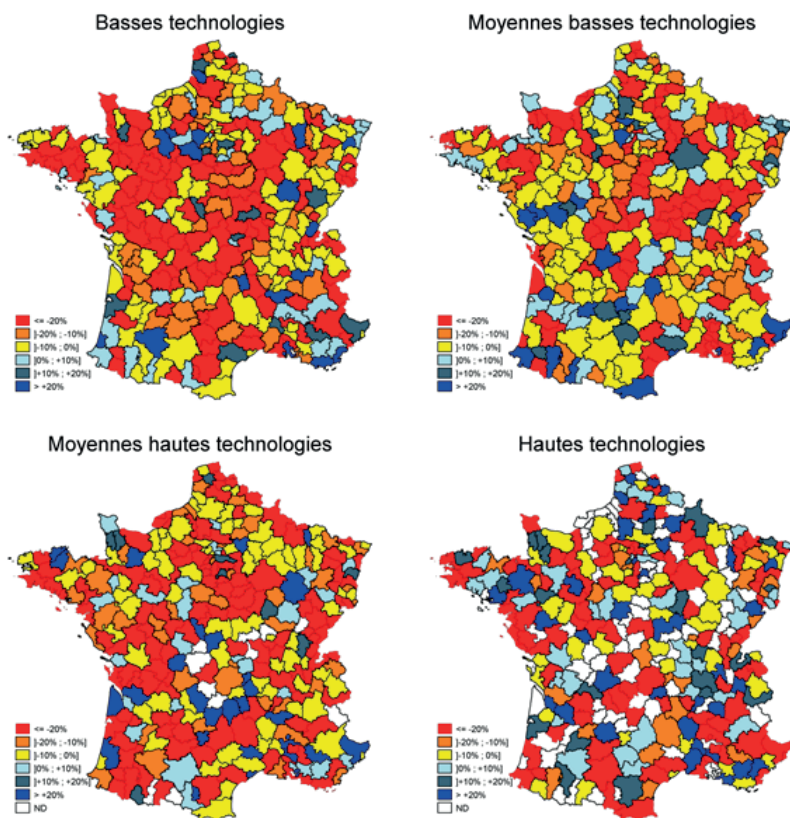 Basses technologies
Moyennes basses technologies
<= -20%
]-20% ; -10%]
]-10% ; 0%]
]0% ; +10%]
]+10% ; +20%]
> +20%
<= -20%
]-20% ; -10%]
]-10% ; 0%]
]0% ; +10%]
]+10% ; +20%]
> +20%
Moyennes hautes technologies
Hautes technologies
<= -20%
]-20% ; -10%]
]-10% ; 0%]
]0% ; +10%]
]+10% ; +20%]
> +20%
ND
<= -20%
]-20% ; -10%]
]-10% ; 0%]
]0% ; +10%]
]+10% ; +20%]
> +20%
ND